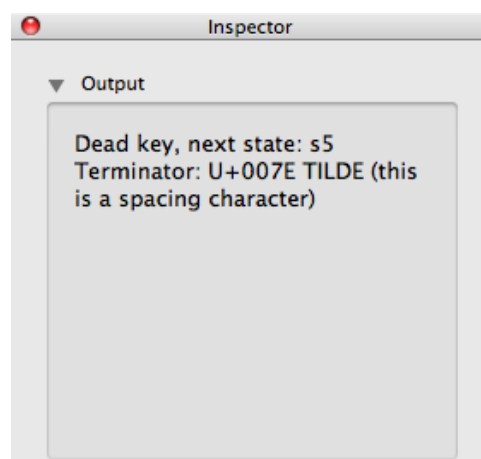 Inspector
Output
Dead key, next state: s5
Terminator: U+007E TILDE (this
is a spacing character)